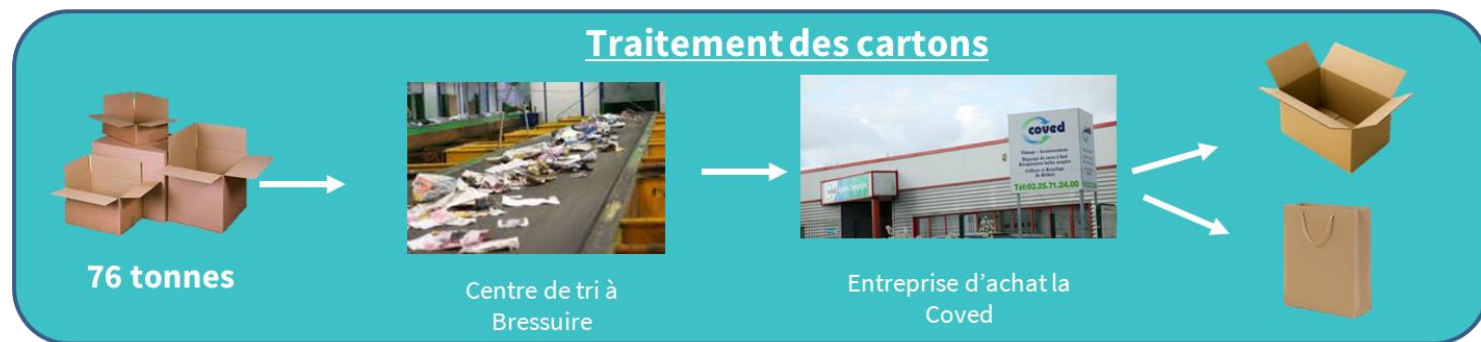 Traitement des cartons
76 tonnes
Centre de tri à
Bressuire
coved
Tél:03.25.71.24.00
Entreprise d’achat la
Coved